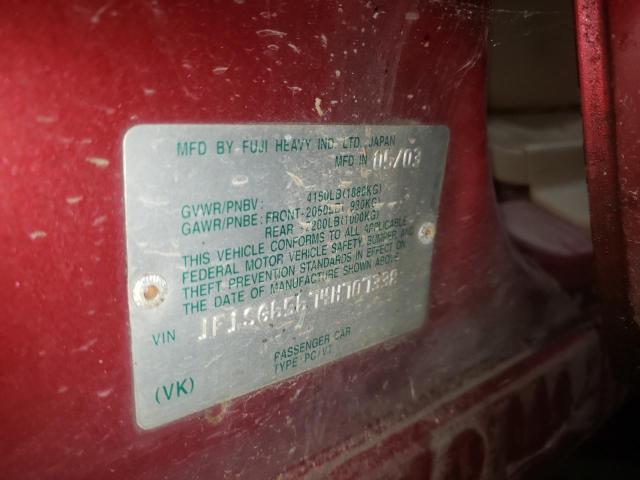 MFD BY FUJI HEAVY IND. LTD. JAPAN
MFD IN 05/03
GVWR/PNBV: 4150LB(1880KG)
GAWR/PNBE: FRONT-2050LB( 930KG)
REAR - 2200LB(1000KG)
THIS VEHICLE CONFORMS TO ALL APPLICABLE
FEDERAL MOTOR VEHICLE SAFETY, BUMPER, AND
THEFT PREVENTION STANDARDS IN EFFECT ON
THE DATE OF MANUFACTURE SHOWN ABOVE.
VIN
PASSENGER CAR
TYPE:PC/VT
(VK)